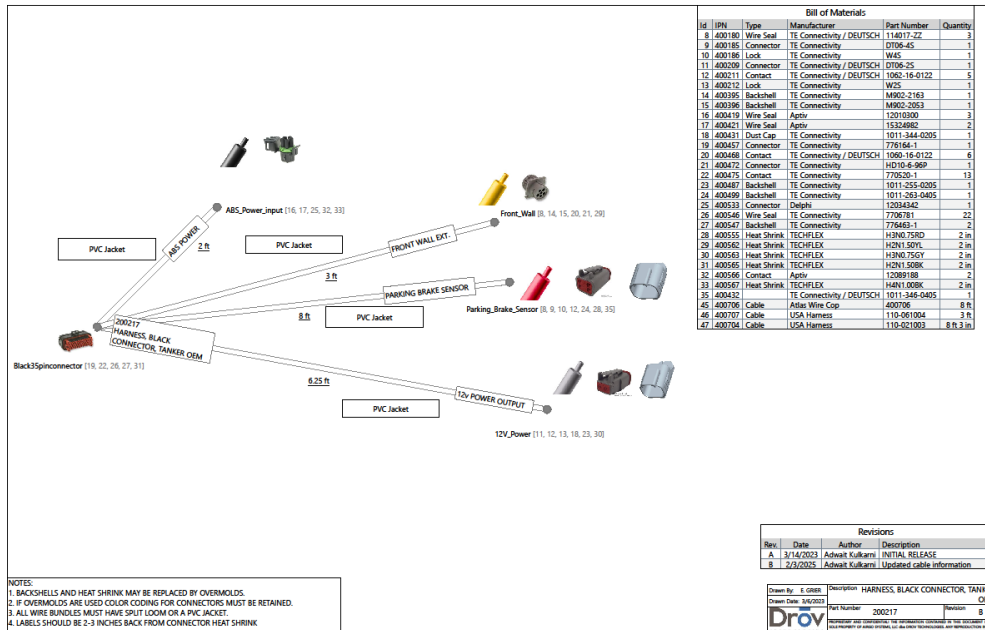 Bill of Materials
Id IPN Type Manufacturer Part Number Quantity
8 400180 Wire Seal TE Connectivity / DEUTSCH 114017-ZZ 3
9 400185 Connector TE Connectivity DT06-4S 1
10 400186 Lock TE Connectivity W4S 1
11 400209 Connector TE Connectivity / DEUTSCH DT06-2S 1
12 400211 Contact TE Connectivity / DEUTSCH 1062-16-0122 5
13 400212 Lock TE Connectivity W2S 1
14 400395 Backshell TE Connectivity M902-2163 1
15 400396 Backshell TE Connectivity M902-2053 1
16 400419 Wire Seal Aptiv 12010300 3
17 400421 Wire Seal Aptiv 15324982 2
18 400431 Dust Cap TE Connectivity 1011-344-0205 1
19 400457 Connector TE Connectivity 776164-1 1
20 400468 Contact TE Connectivity / DEUTSCH 1060-16-0122 6
21 400472 Connector TE Connectivity HD10-6-96P 1
22 400475 Contact TE Connectivity 770520-1 13
23 400487 Backshell TE Connectivity 1011-255-0205 1
24 400499 Backshell TE Connectivity 1011-263-0405 1
25 400533 Connector Delphi 12034342 1
26 400546 Wire Seal TE Connectivity 7706781 22
27 400547 Backshell TE Connectivity 776463-1 2
28 400555 Heat Shrink TECHFLEX H3N0.75RD 2 in
29 400562 Heat Shrink TECHFLEX H2N1.50YL 2 in
30 400563 Heat Shrink TECHFLEX H3N0.75GY 2 in
31 400565 Heat Shrink TECHFLEX H2N1.50BK 2 in
32 400566 Contact Aptiv 12089188 2
33 400567 Heat Shrink TECHFLEX H4N1.00BK 2 in
35 400432 TE Connectivity / DEUTSCH 1011-346-0405 1
45 400706 Cable Atlas Wire Cop 400706 8 ft
46 400707 Cable USA Harness 110-061004 3 ft
47 400704 Cable USA Harness 110-021003 8 ft 3 in
ABS_Power_input [16, 17, 25, 32, 33]
Front_Wall [8, 14, 15, 20, 21, 29]
PVC Jacket
ABS POWER
2 ft
PVC Jacket
FRONT WALL EXT.
3 ft
PARKING BRAKE SENSOR
8 ft
PVC Jacket
Parking_Brake_Sensor [8, 9, 10, 12, 24, 28, 35]
200217
HARNESS, BLACK
CONNECTOR, TANKER OEM
Black35pinconnector [19, 22, 26, 27, 31]
6.25 ft
12v POWER OUTPUT
PVC Jacket
12V_Power [11, 12, 13, 18, 23, 30]
Revisions
Rev. Date Author Description
A 3/14/2023 Adwait Kulkarni INITIAL RELEASE
B 2/3/2025 Adwait Kulkarni Updated cable information
NOTES:
1. BACKSHELLS AND HEAT SHRINK MAY BE REPLACED BY OVERMOLDS.
2. IF OVERMOLDS ARE USED COLOR CODING FOR CONNECTORS MUST BE RETAINED.
3. ALL WIRE BUNDLES MUST HAVE SPLIT LOOM OR A PVC JACKET.
4. LABELS SHOULD BE 2-3 INCHES BACK FROM CONNECTOR HEAT SHRINK
Drawn By: E. GRIER
Description HARNESS, BLACK CONNECTOR, TANK
Drawn Date: 3/6/2023
Drōv
Part Number 200217
Revision B